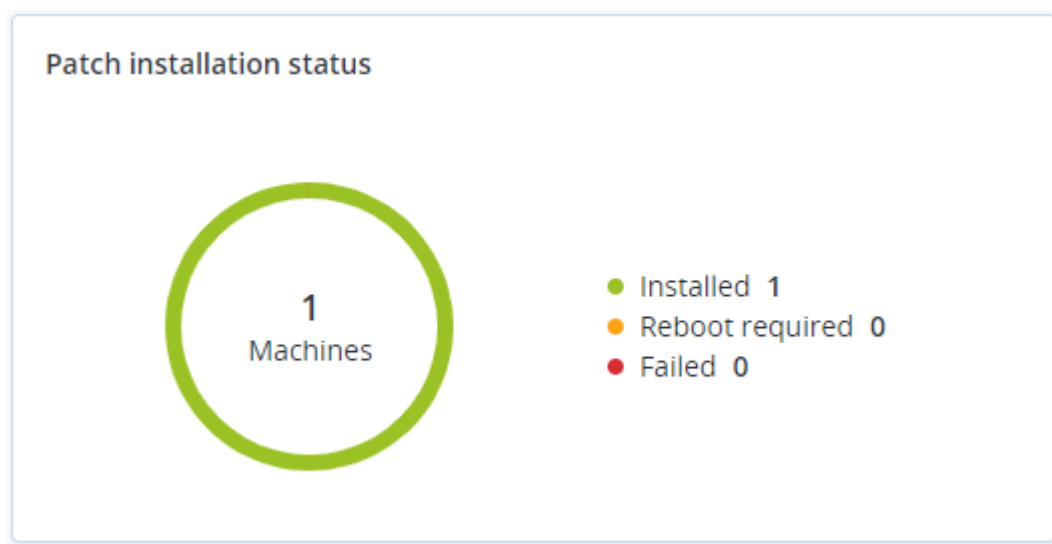 Patch installation status
1
Machines
Installed 1
Reboot required 0
Failed 0